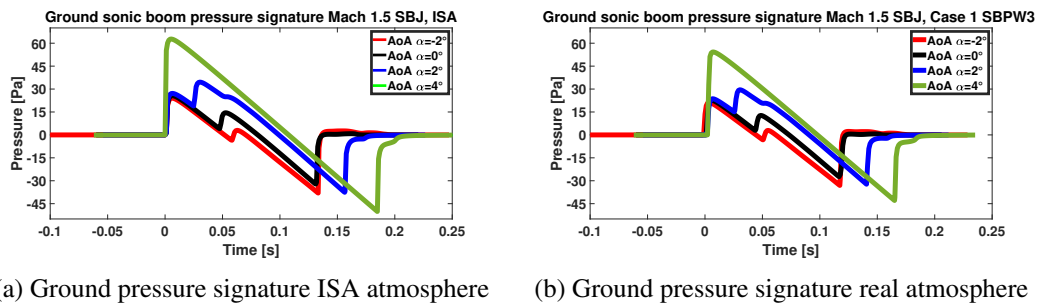 Ground sonic boom pressure signature Mach 1.5 SBJ, ISA
60
45
30
15
0
-15
-30
-45
Pressure [Pa]
AoA α=-2°
AoA α=0°
AoA α=2°
AoA α=4°
-0.1 -0.05 0 0.05 0.1 0.15 0.2 0.25
Time [s]
(a) Ground pressure signature ISA atmosphere
Ground sonic boom pressure signature Mach 1.5 SBJ, Case 1 SBPW3
60
45
30
15
0
-15
-30
-45
Pressure [Pa]
AoA α=-2°
AoA α=0°
AoA α=2°
AoA α=4°
-0.1 -0.05 0 0.05 0.1 0.15 0.2 0.25
Time [s]
(b) Ground pressure signature real atmosphere